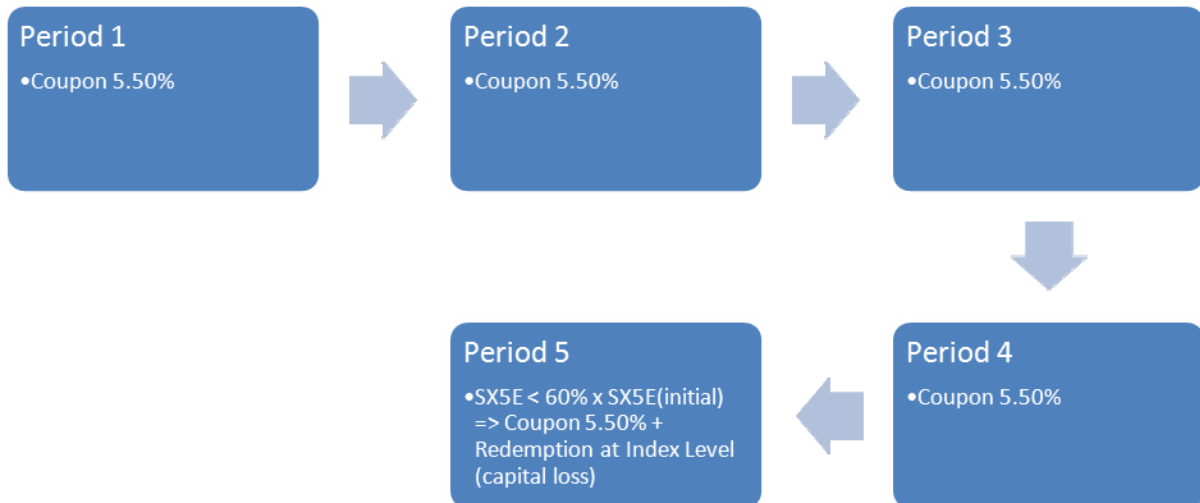 Period 1
•Coupon 5.50%
Period 2
•Coupon 5.50%
Period 3
•Coupon 5.50%
Period 4
•Coupon 5.50%
Period 5
•SX5E < 60% x SX5E(initial)
=> Coupon 5.50% +
Redemption at Index Level
(capital loss)